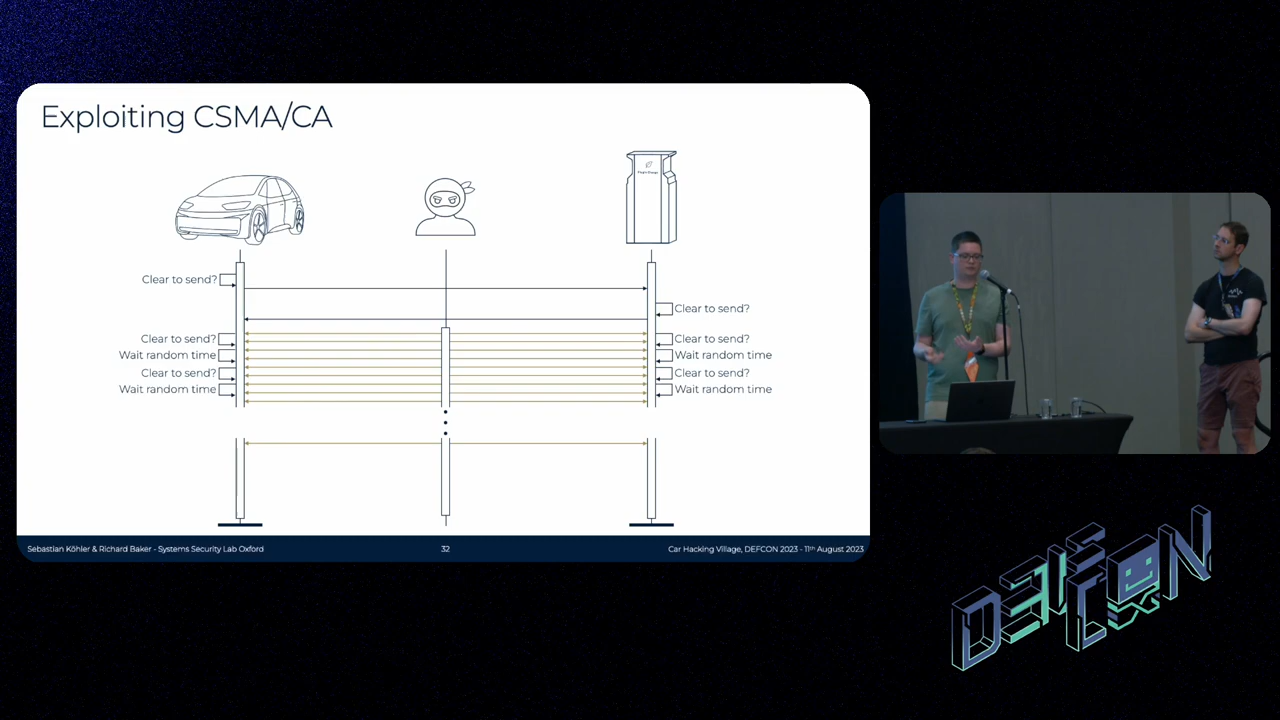 Exploiting CSMA/CA
Clear to send?
Clear to send?
Clear to send?
Clear to send?
Wait random time
Wait random time
Clear to send?
Clear to send?
Wait random time
Wait random time
Sebastian Köhler & Richard Baker - Systems Security Lab Oxford
32
Car Hacking Village, DEFCON 2023 - 11th August 2023
DEF CON